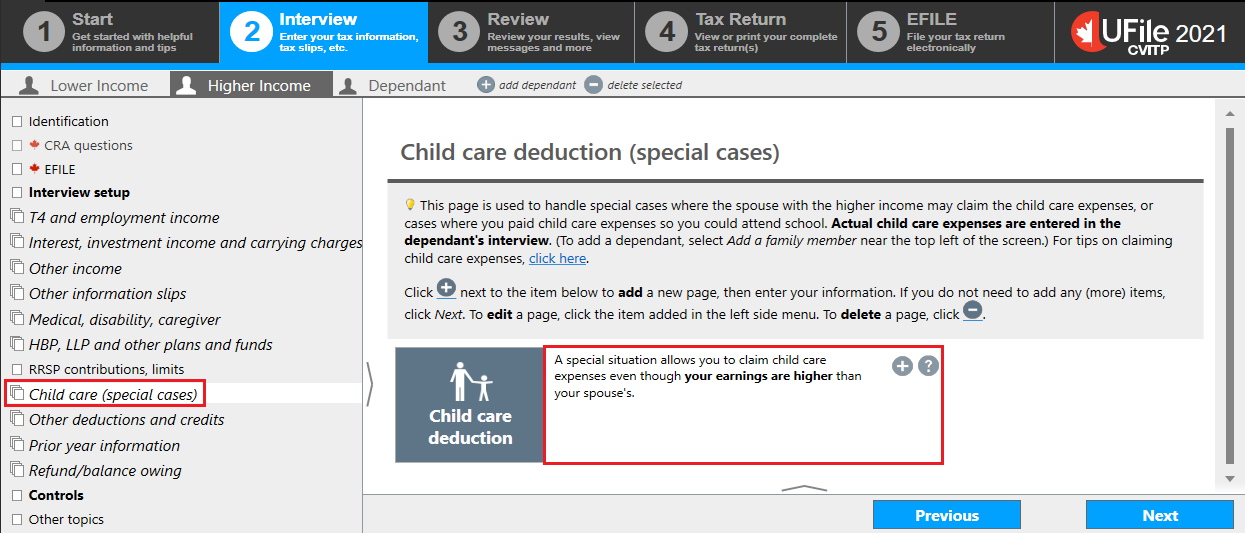 1
Start
Get started with helpful
information and tips
2
Interview
Enter your tax information,
tax slips, etc.
3
Review
Review your results, view
messages and more
4
Tax Return
View or print your complete
tax return(s)
5
EFILE
File your tax return
electronically
UFile 2021
CVITP
Lower Income
Higher Income
Dependant
add dependant
delete selected
Identification
CRA questions
EFILE
Interview setup
T4 and employment income
Interest, investment income and carrying charges
Other income
Other information slips
Medical, disability, caregiver
HBP, LLP and other plans and funds
RRSP contributions, limits
Child care (special cases)
Other deductions and credits
Prior year information
Refund/balance owing
Controls
Other topics
Child care deduction (special cases)
This page is used to handle special cases where the spouse with the higher income may claim the child care expenses, or
cases where you paid child care expenses so you could attend school. Actual child care expenses are entered in the
dependant's interview. (To add a dependant, select Add a family member near the top left of the screen.) For tips on claiming
child care expenses, click here.
Click + next to the item below to add a new page, then enter your information. If you do not need to add any (more) items,
click Next. To edit a page, click the item added in the left side menu. To delete a page, click −.
Child care
deduction
A special situation allows you to claim child care
expenses even though your earnings are higher than
your spouse's.
+ ?
Previous
Next